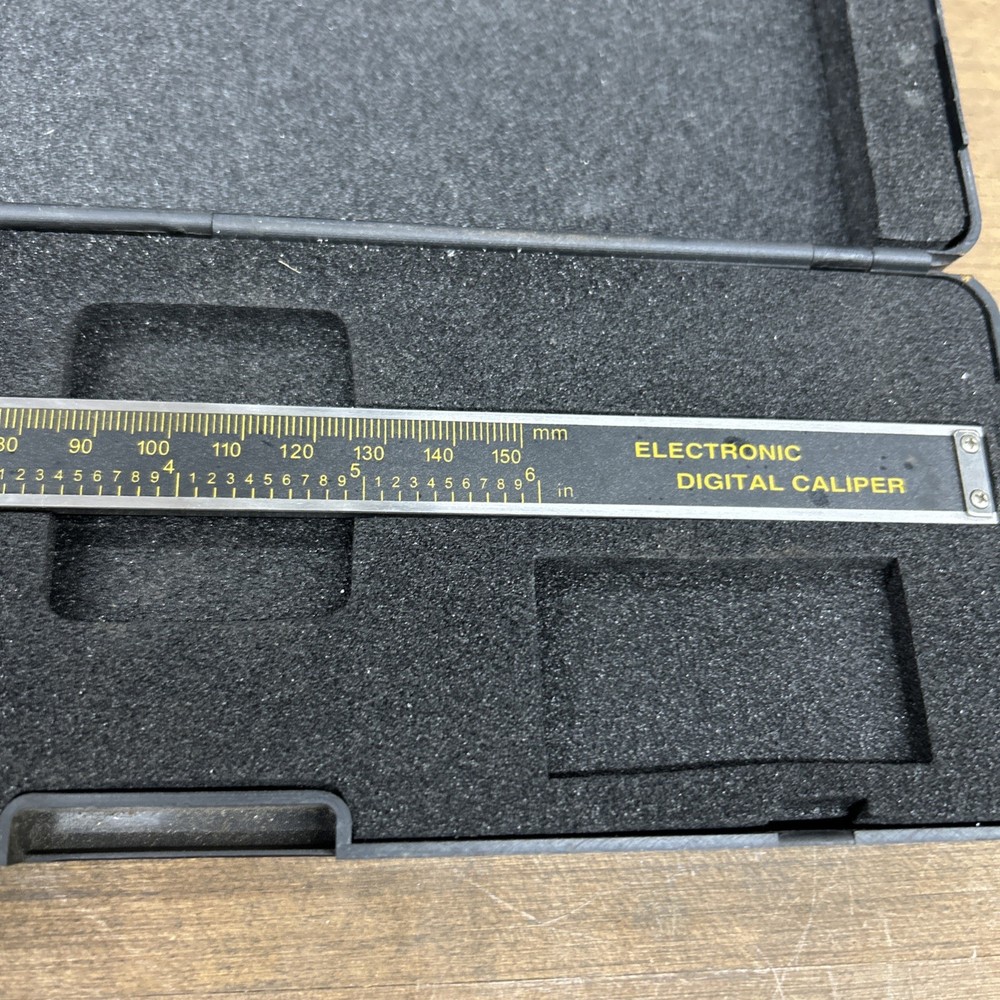 80 90 100 110 120 130 140 150 mm
1 2 3 4 5 6 7 8 9 4 1 2 3 4 5 6 7 8 9 5 1 2 3 4 5 6 7 8 9 6 in
ELECTRONIC
DIGITAL CALIPER